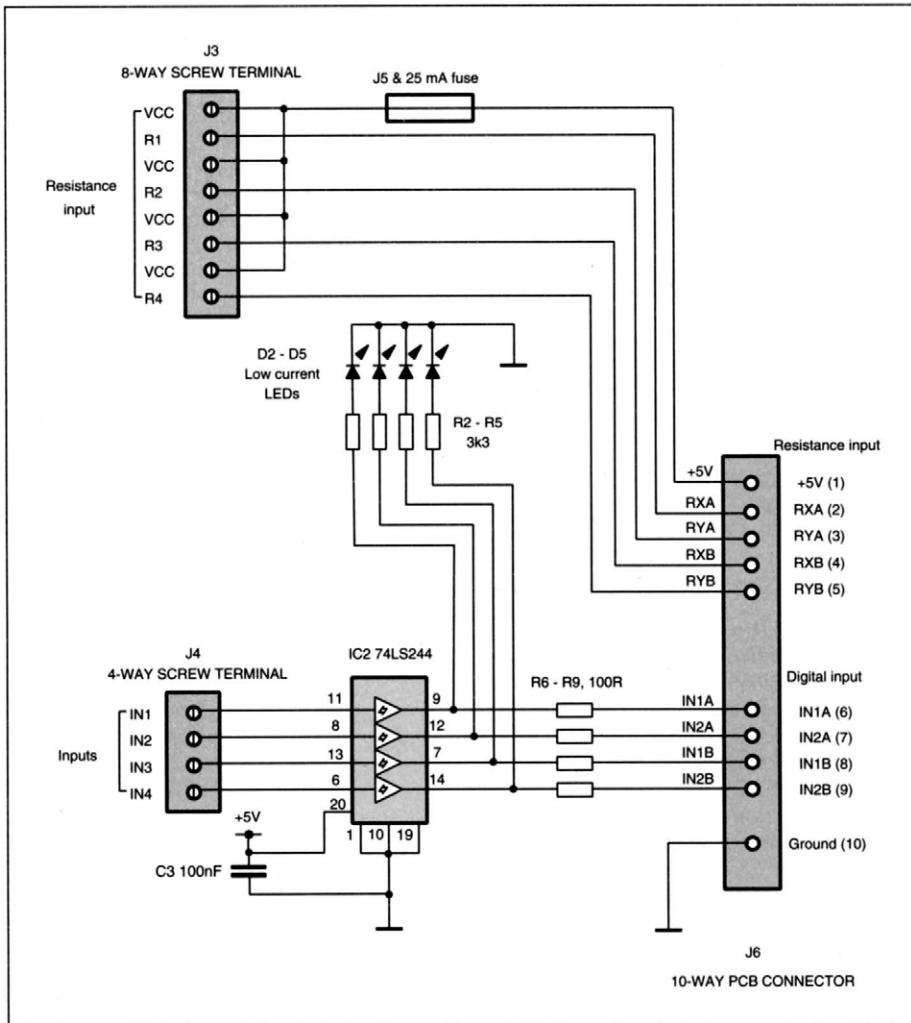 J3
8-WAY SCREW TERMINAL
J5 & 25 mA fuse
VCC
R1
VCC
R2
VCC
R3
VCC
R4
Resistance
input
D2 - D5
Low current
LEDs
R2 - R5
3k3
Resistance input
+5V
RXA
RYA
RXB
RYB
+5V (1)
RXA (2)
RYA (3)
RXB (4)
RYB (5)
J4
4-WAY SCREW TERMINAL
IN1
IN2
IN3
IN4
Inputs
IC2 74LS244
11
8
13
6
20
9
12
7
14
1
10
19
+5V
C3 100nF
R6 - R9, 100R
Digital input
IN1A
IN2A
IN1B
IN2B
IN1A (6)
IN2A (7)
IN1B (8)
IN2B (9)
Ground (10)
J6
10-WAY PCB CONNECTOR